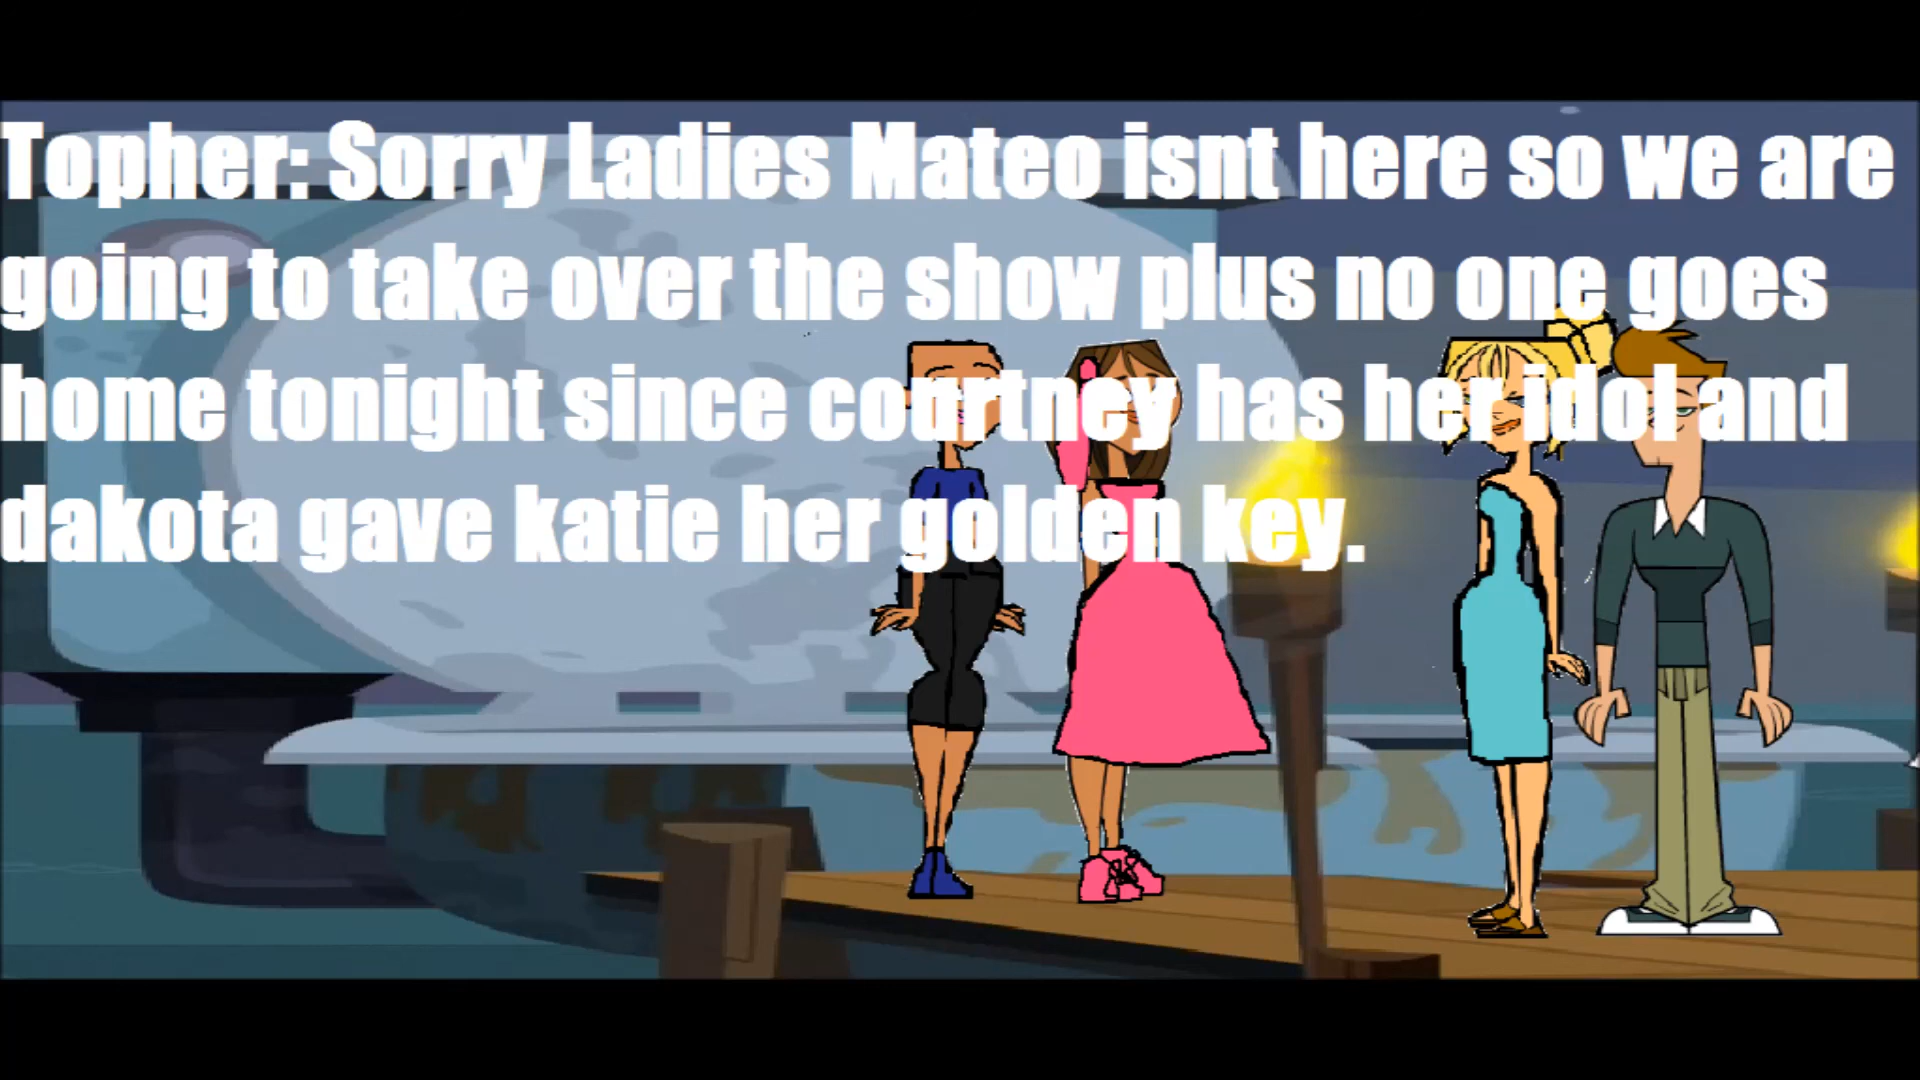 Topher: Sorry Ladies Mateo isnt here so we are
going to take over the show plus no one goes
home tonight since courtney has her idol and
dakota gave katie her golden key.